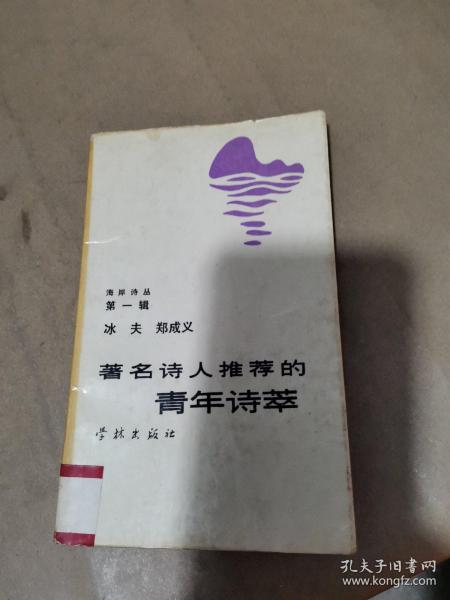 海岸诗丛
第一辑
冰夫 郑成义
著名诗人推荐的
青年诗萃
学林出版社
孔夫子旧书网
www.kongfz.com